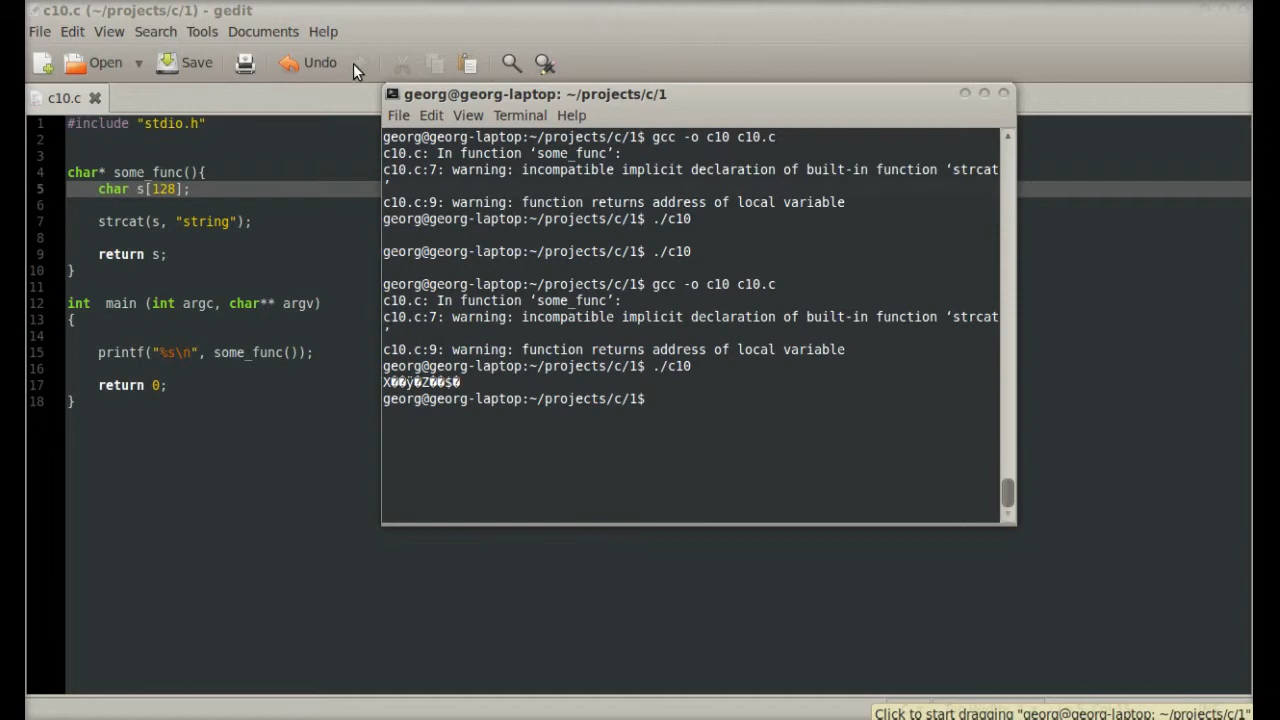 c10.c (~/projects/c/1) - gedit
File Edit View Search Tools Documents Help
Open Save Undo
c10.c
1 #include "stdio.h"
2
3
4 char* some_func(){
5 char s[128];
6
7 strcat(s, "string");
8
9 return s;
10 }
11
12 int main (int argc, char** argv)
13 {
14
15 printf("%s\n", some_func());
16
17 return 0;
18 }
georg@georg-laptop: ~/projects/c/1
File Edit View Terminal Help
georg@georg-laptop:~/projects/c/1$ gcc -o c10 c10.c
c10.c: In function ‘some_func’:
c10.c:7: warning: incompatible implicit declaration of built-in function ‘strcat
’
c10.c:9: warning: function returns address of local variable
georg@georg-laptop:~/projects/c/1$ ./c10
georg@georg-laptop:~/projects/c/1$ ./c10
georg@georg-laptop:~/projects/c/1$ gcc -o c10 c10.c
c10.c: In function ‘some_func’:
c10.c:7: warning: incompatible implicit declaration of built-in function ‘strcat
’
c10.c:9: warning: function returns address of local variable
georg@georg-laptop:~/projects/c/1$ ./c10
X��ÿ�Z��$�
georg@georg-laptop:~/projects/c/1$
Click to start dragging "georg@georg-laptop: ~/projects/c/1"